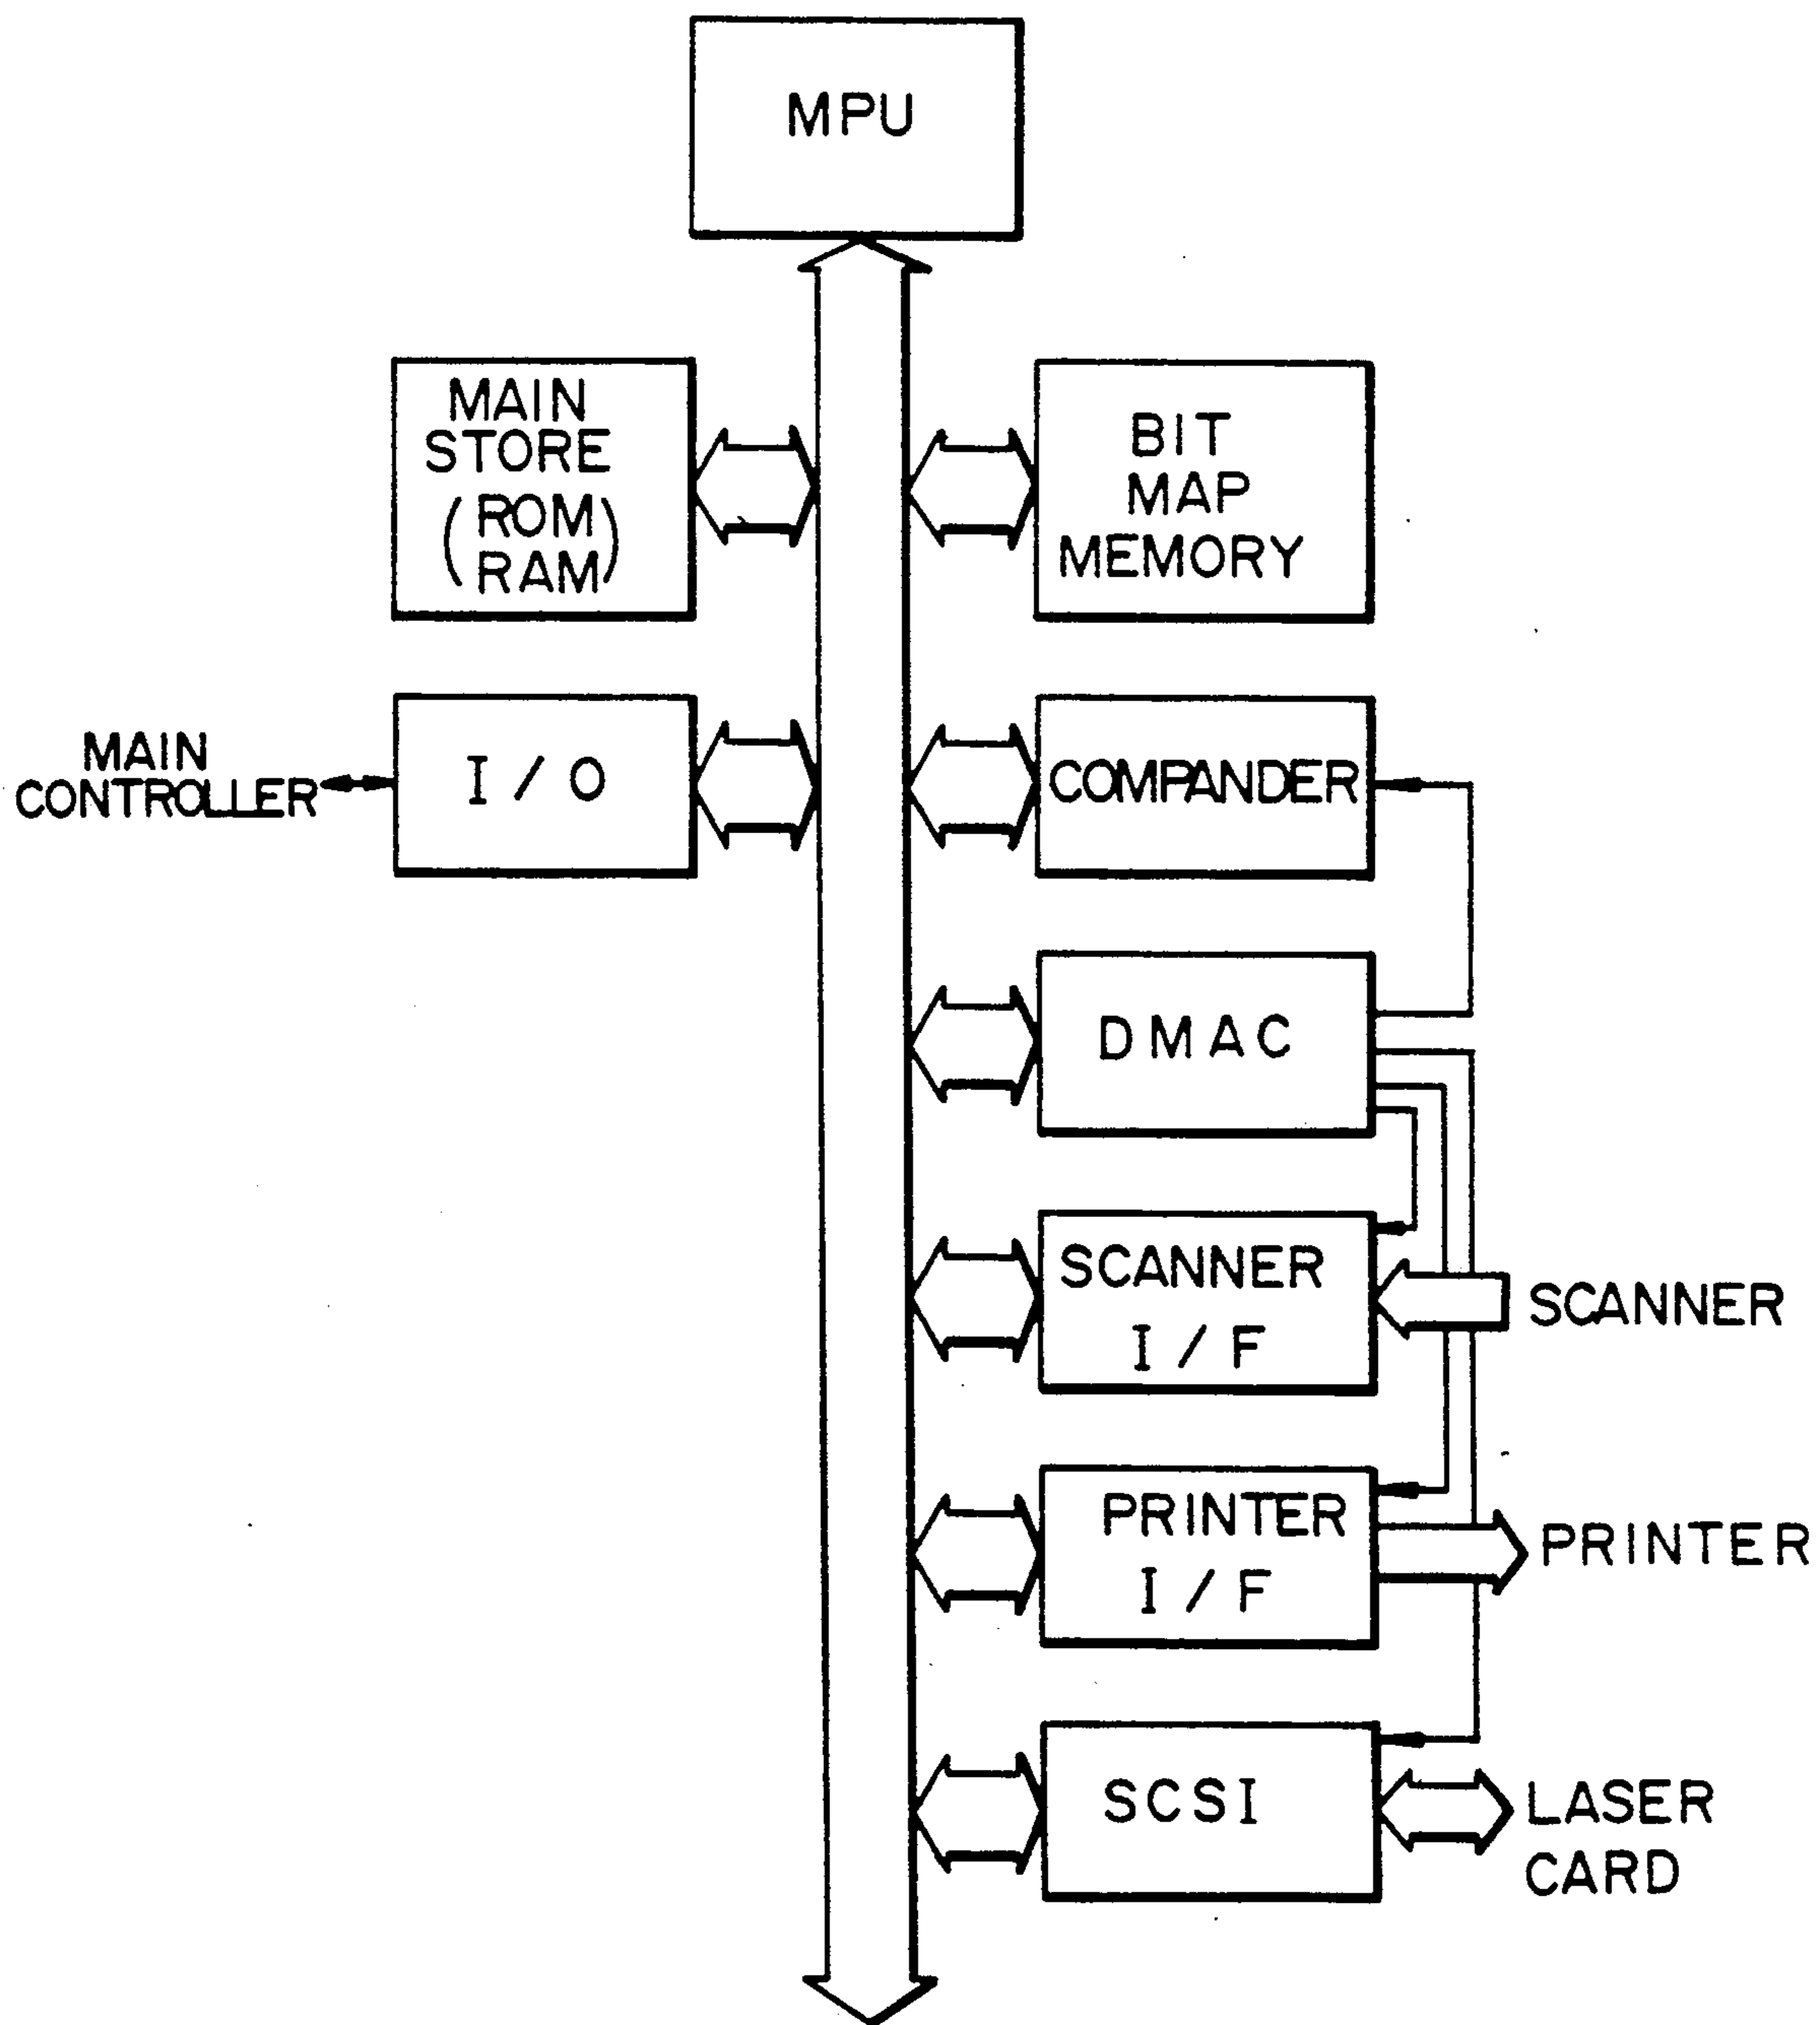 MPU
MAIN
STORE
(ROM
RAM)
BIT
MAP
MEMORY
MAIN
CONTROLLER
I/O
COMPANDER
DMAC
SCANNER
I/F
SCANNER
PRINTER
I/F
PRINTER
SCSI
LASER
CARD